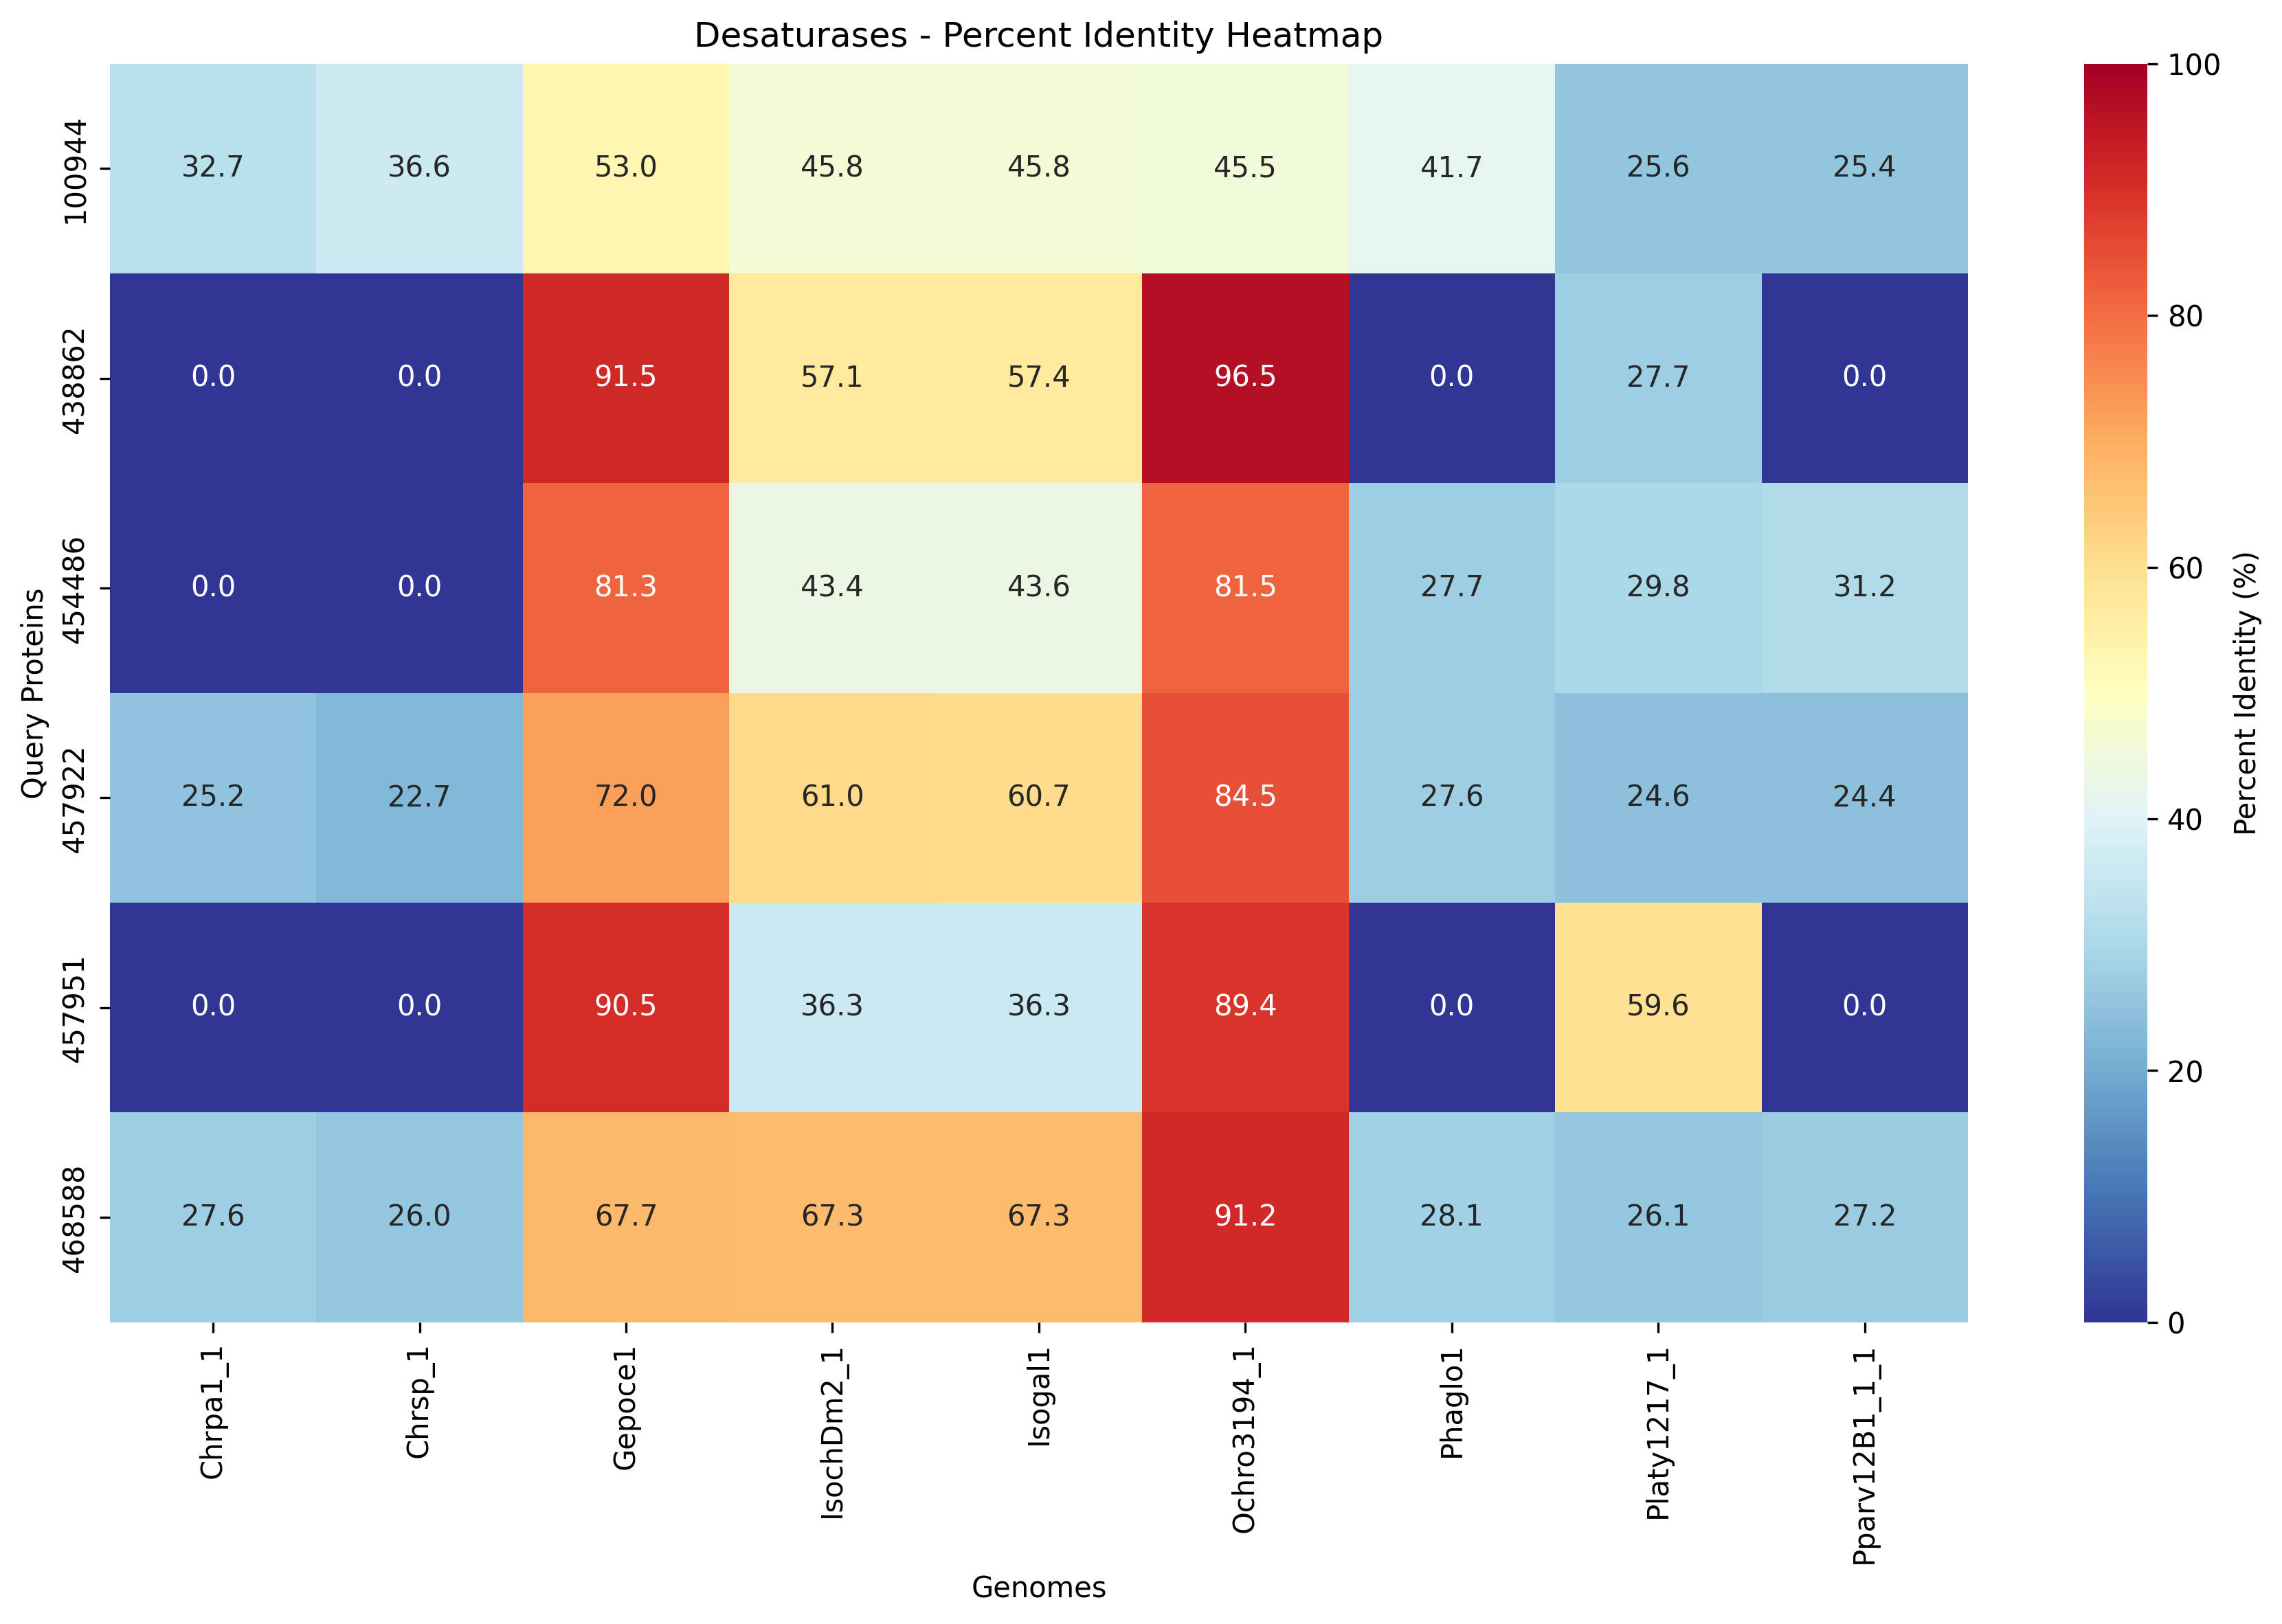 Desaturases - Percent Identity Heatmap
Query Proteins
100944 32.7 36.6 53.0 45.8 45.8 45.5 41.7 25.6 25.4
438862 0.0 0.0 91.5 57.1 57.4 96.5 0.0 27.7 0.0
45486 0.0 0.0 81.3 43.4 43.6 81.5 27.7 29.8 31.2
457922 25.2 22.7 72.0 61.0 60.7 84.5 27.6 24.6 24.4
457951 0.0 0.0 90.5 36.3 36.3 89.4 0.0 59.6 0.0
468588 27.6 26.0 67.7 67.3 67.3 91.2 28.1 26.1 27.2
Chrpa1_1
Chrsp_1
Gepoce1
IsochDm2_1
Isogal1
Ochro3194_1
Phaglo1
Platy1217_1
Pparv12B1_1_1
Genomes
100
80
60
40
20
0
Percent Identity (%)